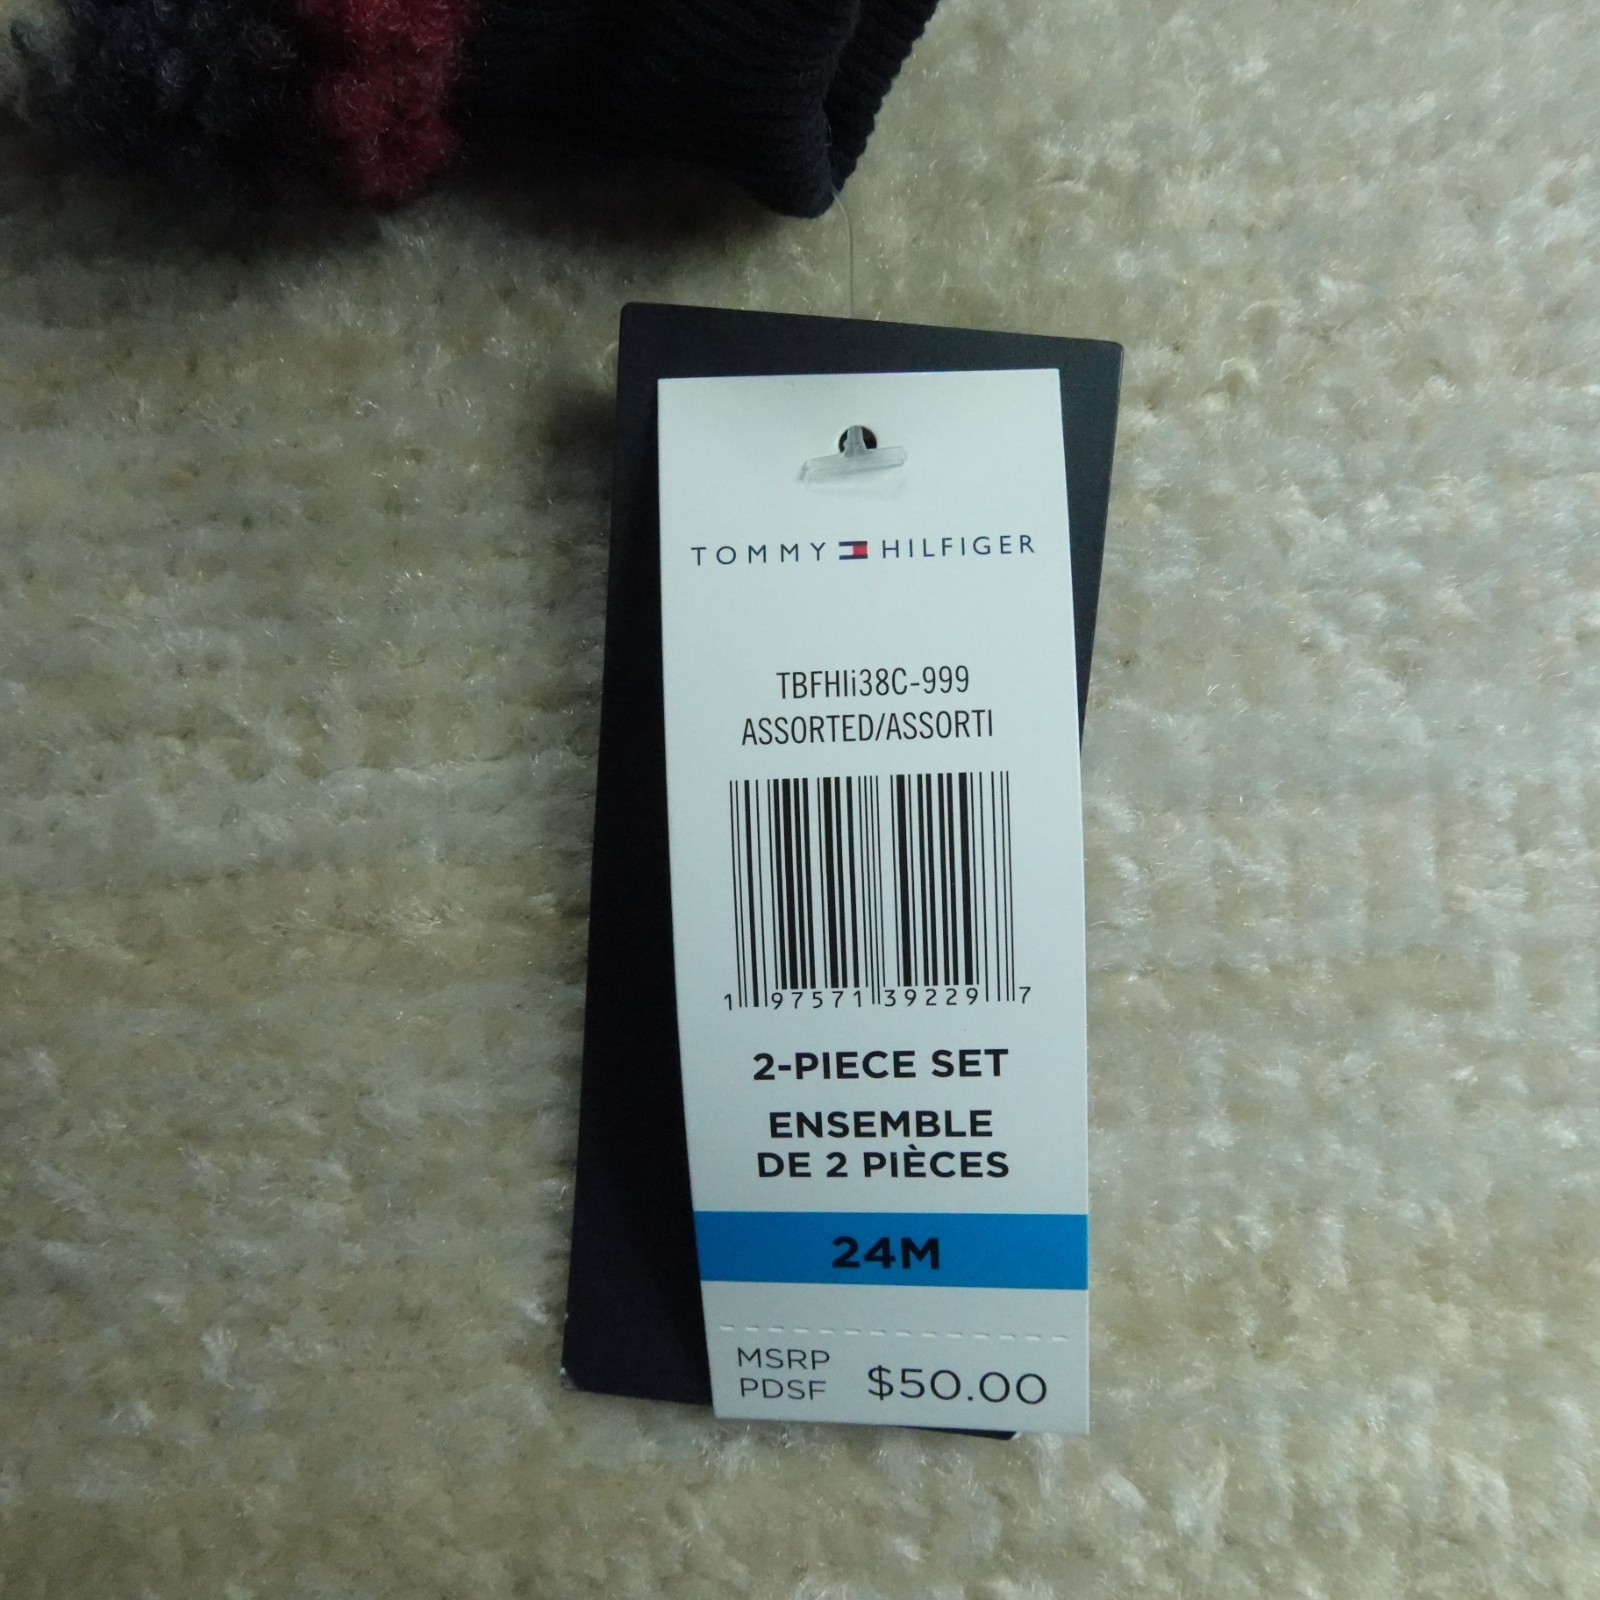 TOMMY HILFIGER
TBFHIi38C-999
ASSORTED/ASSORTI
1 97571 39229 7
2-PIECE SET
ENSEMBLE
DE 2 PIÈCES
24M
MSRP
PDSF $50.00